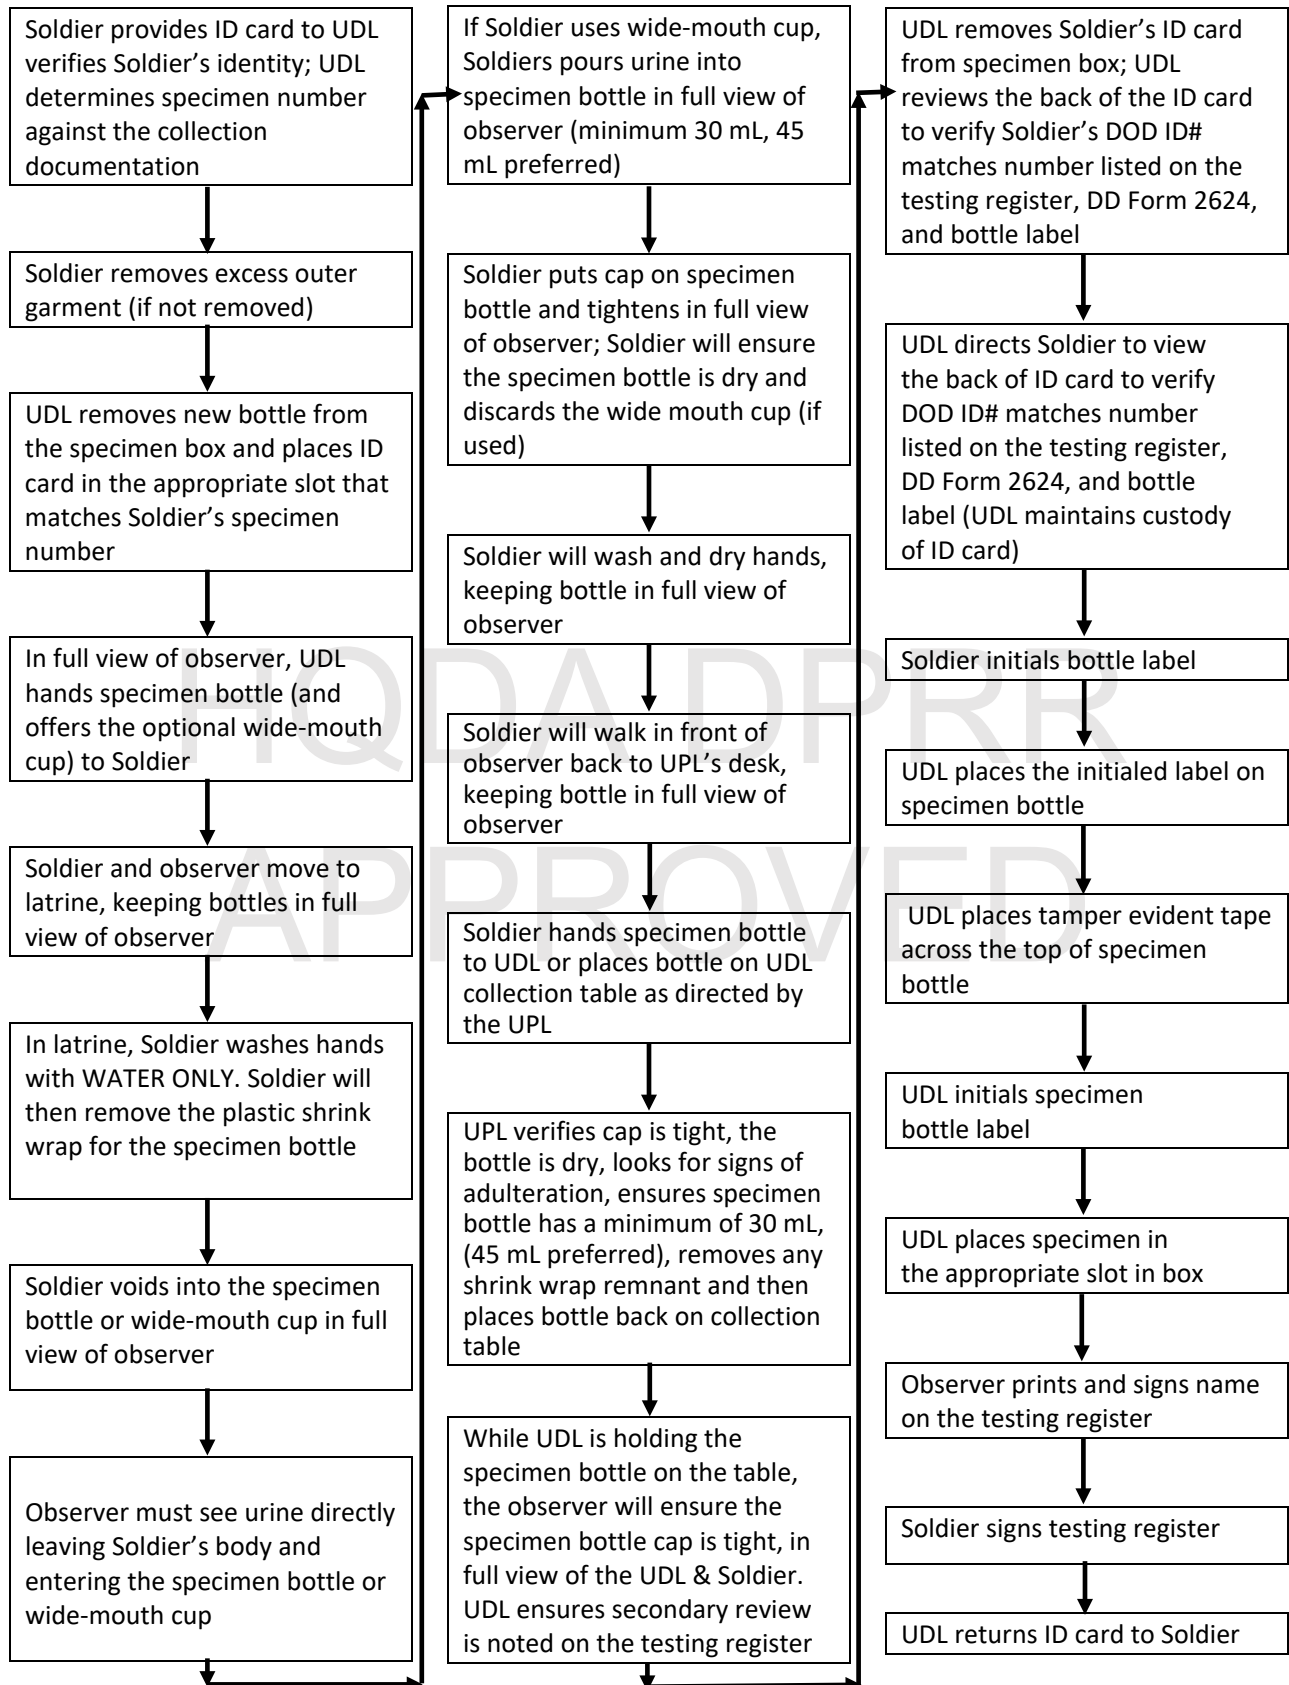 Soldier provides ID card to UDL
verifies Soldier’s identity; UDL
determines specimen number
against the collection
documentation
Soldier removes excess outer
garment (if not removed)
UDL removes new bottle from
the specimen box and places ID
card in the appropriate slot that
matches Soldier’s specimen
number
In full view of observer, UDL
hands specimen bottle (and
offers the optional wide-mouth
cup) to Soldier
Soldier and observer move to
latrine, keeping bottles in full
view of observer
In latrine, Soldier washes hands
with WATER ONLY. Soldier will
then remove the plastic shrink
wrap for the specimen bottle
Soldier voids into the specimen
bottle or wide-mouth cup in full
view of observer
Observer must see urine directly
leaving Soldier’s body and
entering the specimen bottle or
wide-mouth cup
If Soldier uses wide-mouth cup,
Soldiers pours urine into
specimen bottle in full view of
observer (minimum 30 mL, 45
mL preferred)
Soldier puts cap on specimen
bottle and tightens in full view
of observer; Soldier will ensure
the specimen bottle is dry and
discards the wide mouth cup (if
used)
Soldier will wash and dry hands,
keeping bottle in full view of
observer
Soldier will walk in front of
observer back to UPL’s desk,
keeping bottle in full view of
observer
Soldier hands specimen bottle
to UDL or places bottle on UDL
collection table as directed by
the UPL
UPL verifies cap is tight, the
bottle is dry, looks for signs of
adulteration, ensures specimen
bottle has a minimum of 30 mL,
(45 mL preferred), removes any
shrink wrap remnant and then
places bottle back on collection
table
While UDL is holding the
specimen bottle on the table,
the observer will ensure the
specimen bottle cap is tight, in
full view of the UDL & Soldier.
UDL ensures secondary review
is noted on the testing register
UDL removes Soldier’s ID card
from specimen box; UDL
reviews the back of the ID card
to verify Soldier’s DOD ID#
matches number listed on the
testing register, DD Form 2624,
and bottle label
UDL directs Soldier to view
the back of ID card to verify
DOD ID# matches number
listed on the testing register,
DD Form 2624, and bottle
label (UDL maintains custody
of ID card)
Soldier initials bottle label
UDL places the initialed label on
specimen bottle
UDL places tamper evident tape
across the top of specimen
bottle
UDL initials specimen
bottle label
UDL places specimen in
the appropriate slot in box
Observer prints and signs name
on the testing register
Soldier signs testing register
UDL returns ID card to Soldier
HQDA DPRR
APPROVED